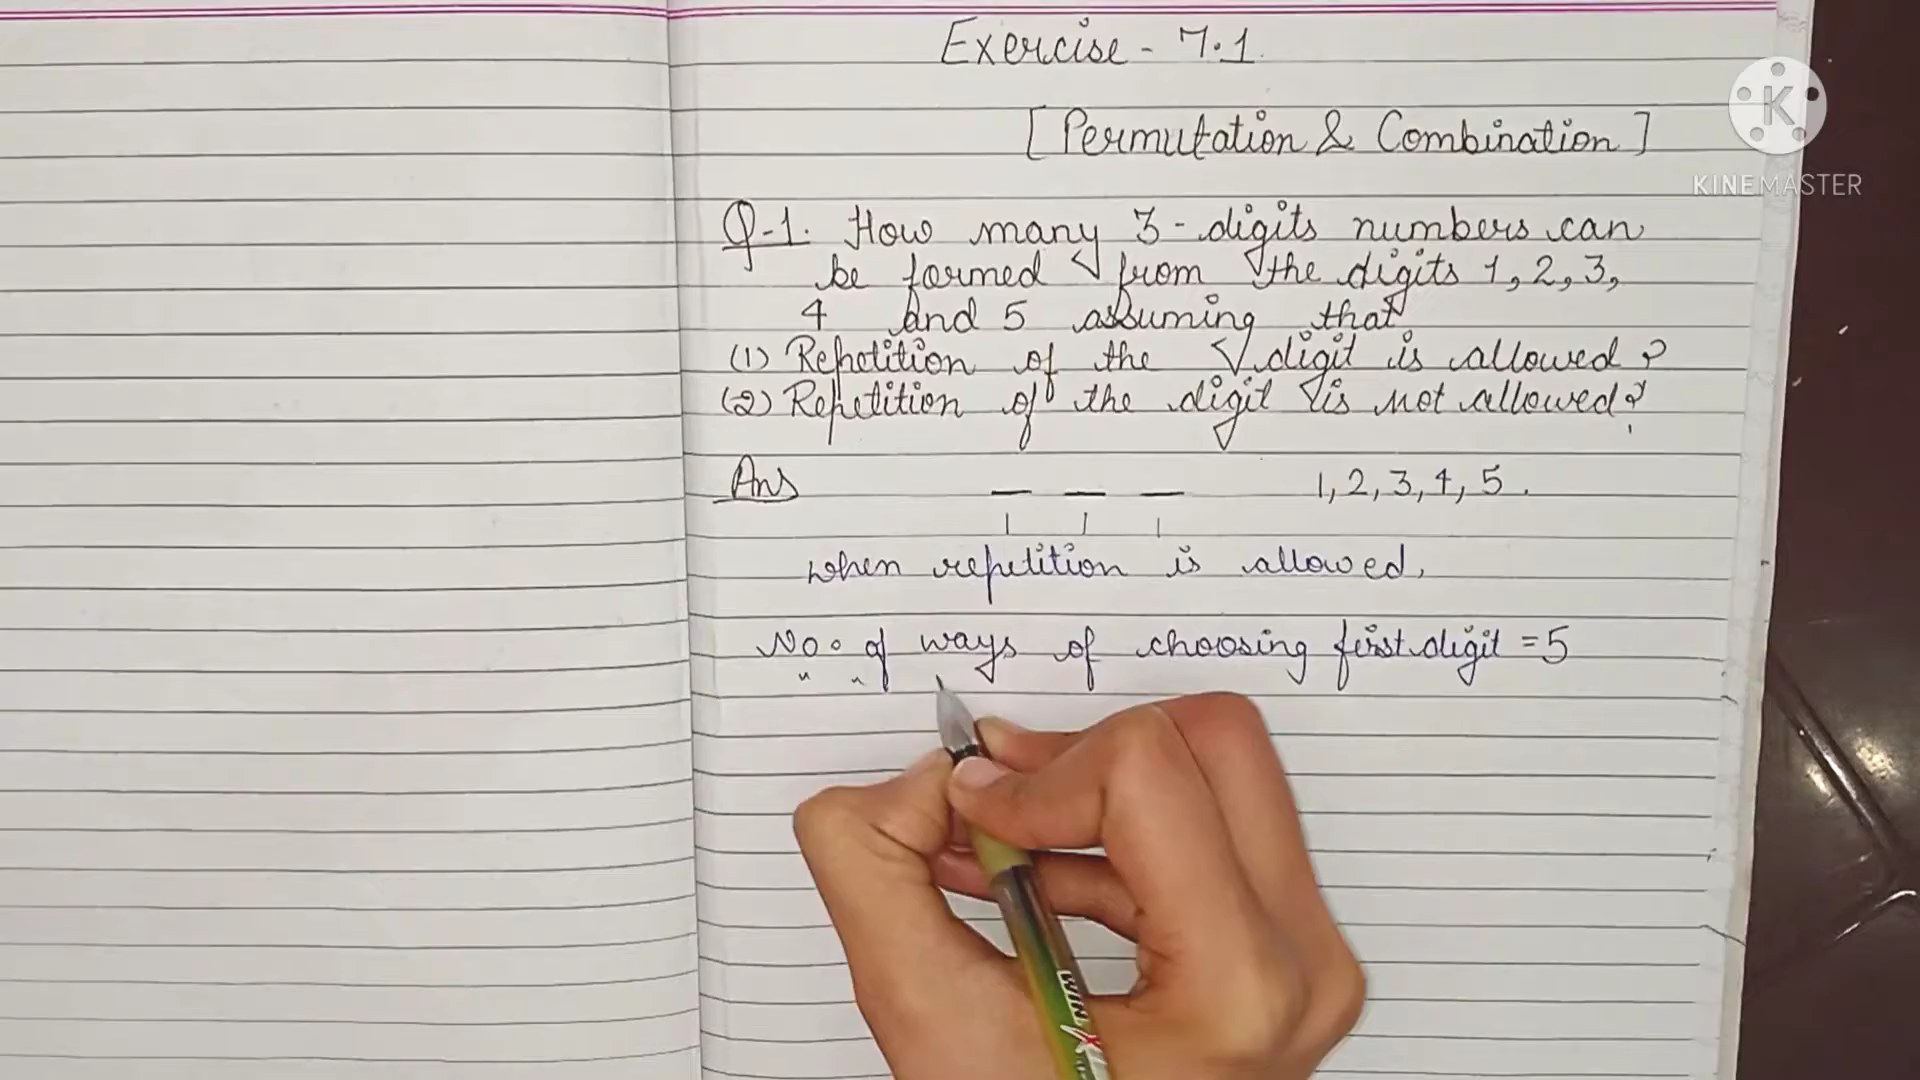 Exercise - 7.1
[Permutation & Combination]
K
KINEMASTER
Q-1. How many 3-digits numbers can
be formed from the digits 1, 2, 3,
4 and 5 assuming that
(1) Repetition of the digit is allowed?
(2) Repetition of the digit is not allowed?
Ans _ _ _ 1, 2, 3, 4, 5.
when repetition is allowed,
No. of ways of choosing first digit = 5
" "
WIN